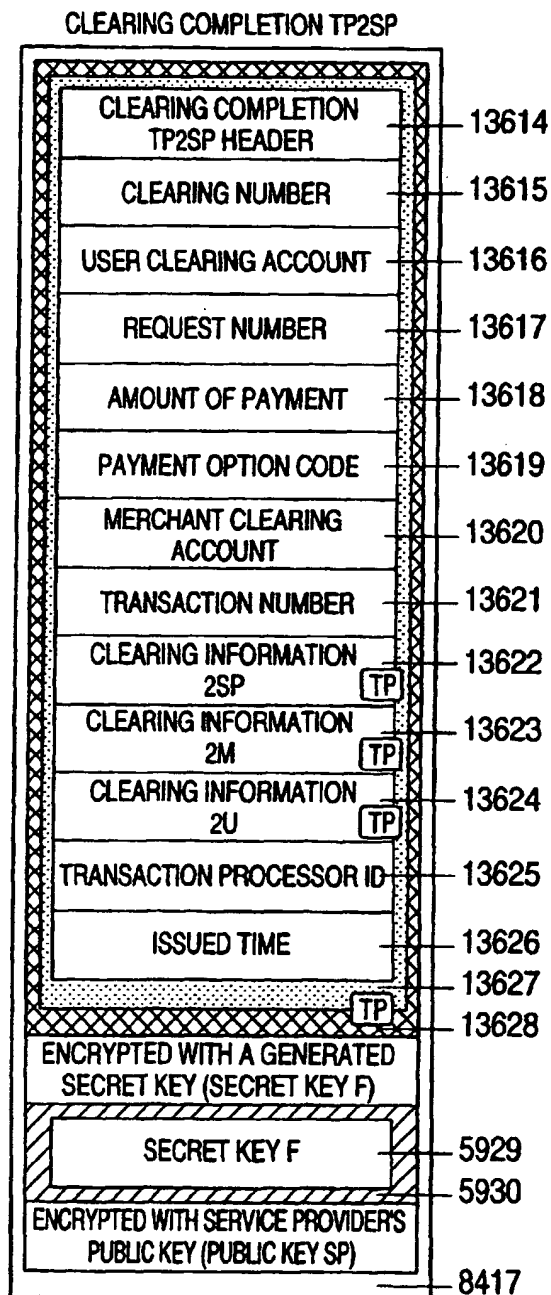 CLEARING COMPLETION TP2SP
CLEARING COMPLETION
TP2SP HEADER
13614
CLEARING NUMBER
13615
USER CLEARING ACCOUNT
13616
REQUEST NUMBER
13617
AMOUNT OF PAYMENT
13618
PAYMENT OPTION CODE
13619
MERCHANT CLEARING
ACCOUNT
13620
TRANSACTION NUMBER
13621
CLEARING INFORMATION
2SP
TP
13622
CLEARING INFORMATION
2M
TP
13623
CLEARING INFORMATION
2U
TP
13624
TRANSACTION PROCESSOR ID
13625
ISSUED TIME
13626
13627
TP
13628
ENCRYPTED WITH A GENERATED
SECRET KEY (SECRET KEY F)
SECRET KEY F
5929
5930
ENCRYPTED WITH SERVICE PROVIDER'S
PUBLIC KEY (PUBLIC KEY SP)
8417